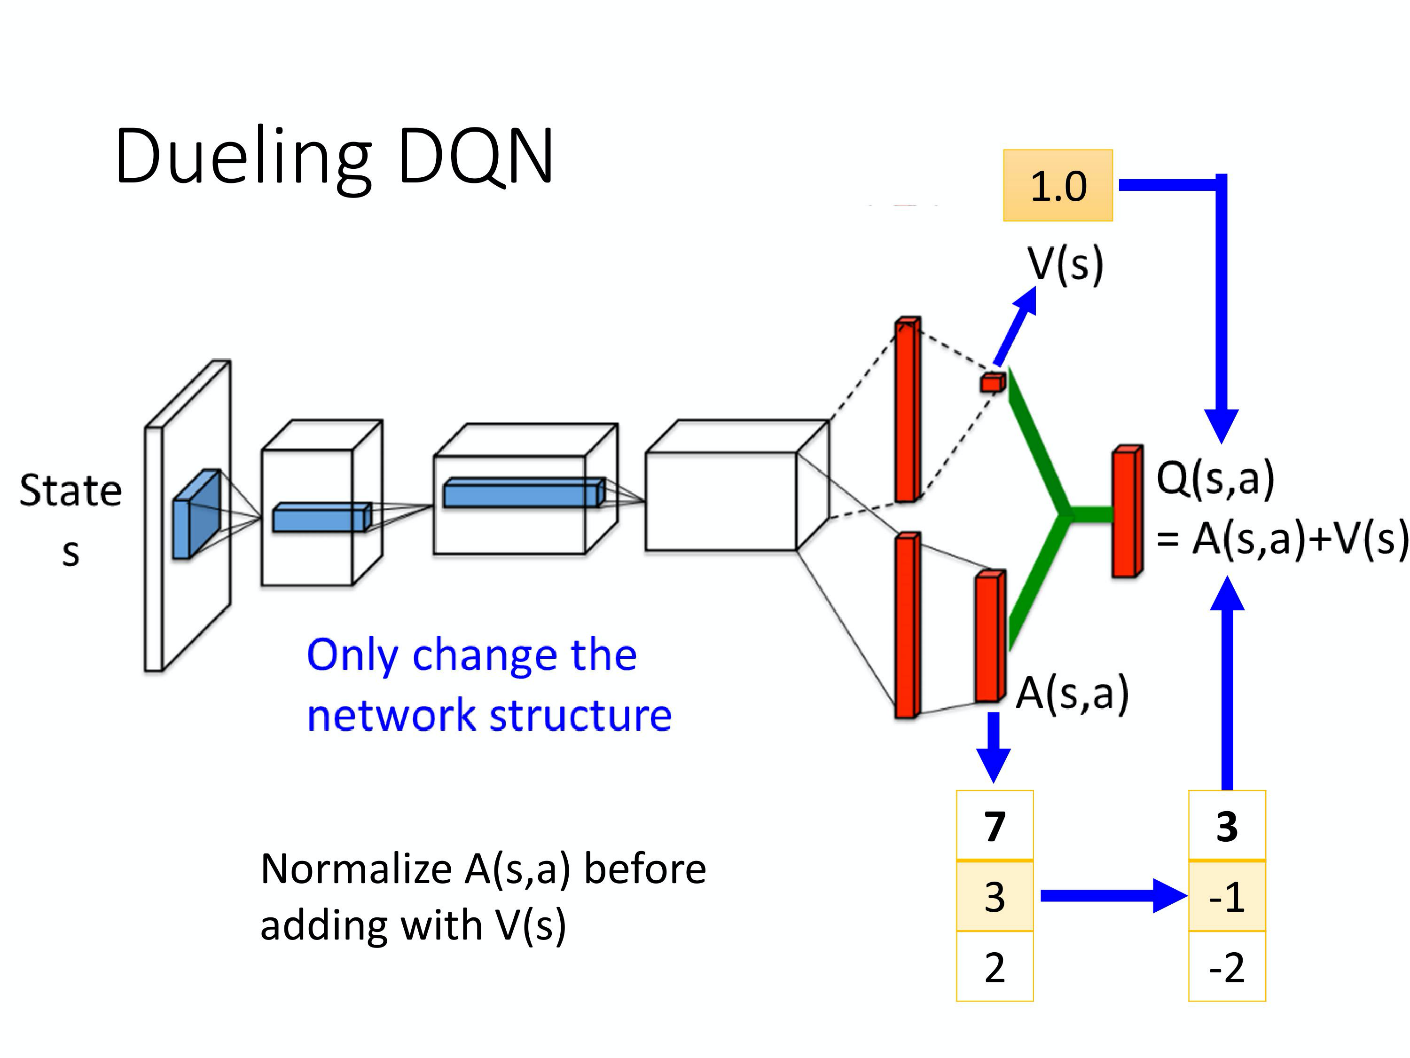 Dueling DQN
1.0
V(s)
State
s
Q(s,a)
= A(s,a)+V(s)
Only change the
network structure
A(s,a)
Normalize A(s,a) before
adding with V(s)
7
3
2
3
-1
-2